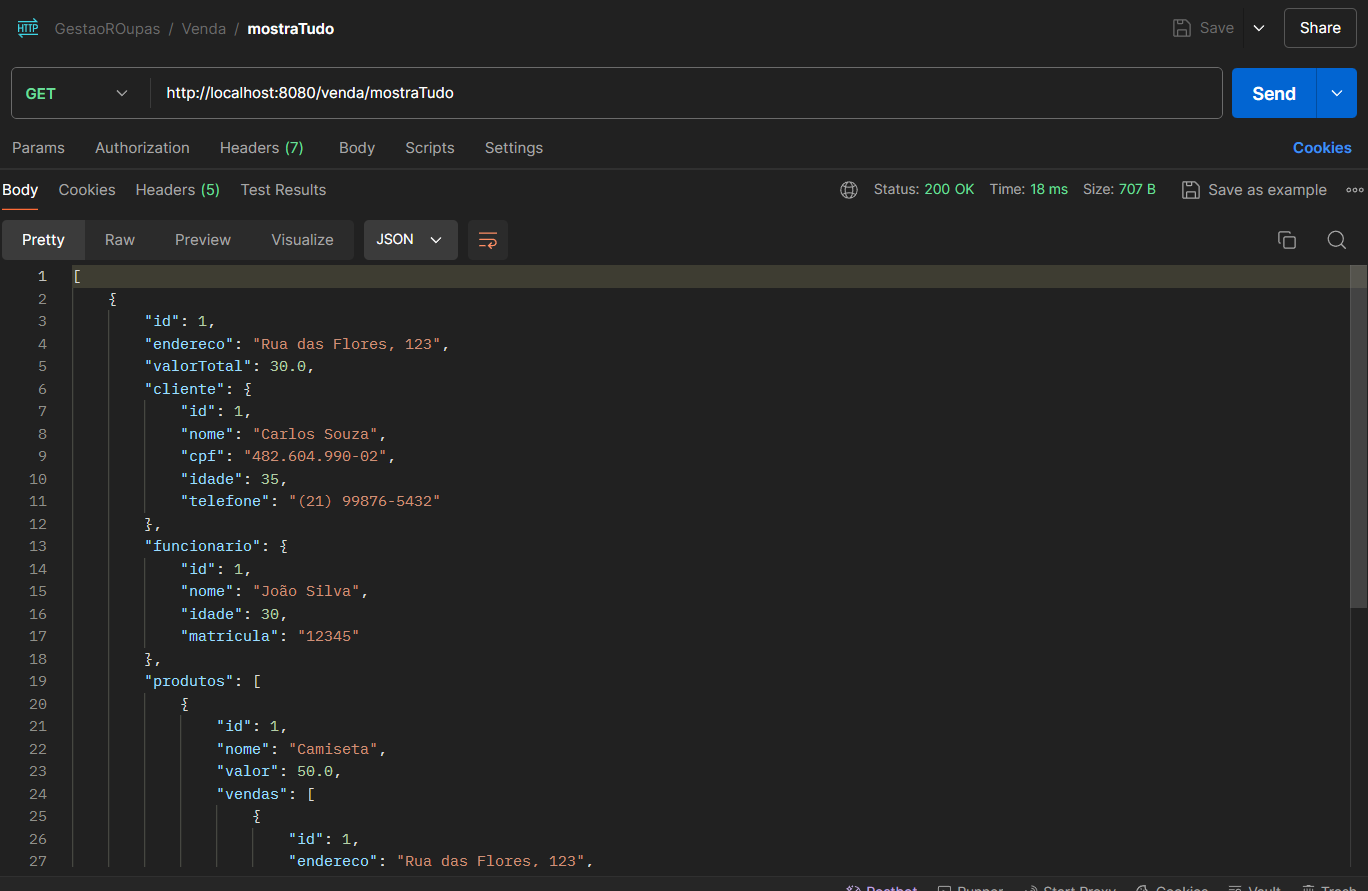 HTTP GestaoROupas / Venda / mostraTudo Save Share
GET http://localhost:8080/venda/mostraTudo Send
Params Authorization Headers (7) Body Scripts Settings Cookies
Body Cookies Headers (5) Test Results Status: 200 OK Time: 18 ms Size: 707 B Save as example
Pretty Raw Preview Visualize JSON
1 [
2 {
3 "id": 1,
4 "endereco": "Rua das Flores, 123",
5 "valorTotal": 30.0,
6 "cliente": {
7 "id": 1,
8 "nome": "Carlos Souza",
9 "cpf": "482.604.990-02",
10 "idade": 35,
11 "telefone": "(21) 99876-5432"
12 },
13 "funcionario": {
14 "id": 1,
15 "nome": "João Silva",
16 "idade": 30,
17 "matricula": "12345"
18 },
19 "produtos": [
20 {
21 "id": 1,
22 "nome": "Camiseta",
23 "valor": 50.0,
24 "vendas": [
25 {
26 "id": 1,
27 "endereco": "Rua das Flores, 123",
Postbot Runner Start Proxy Cookies Vault Trash